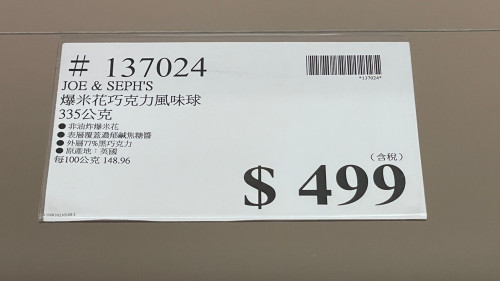 # 137024
*137024*
JOE & SEPH'S
爆米花巧克力風味球
335公克
●非油炸爆米花
●表層覆蓋濃郁鹹焦糖醬
●外層77%黑巧克力
●原產地：英國
每100公克 148.96
(含稅)
$ 499